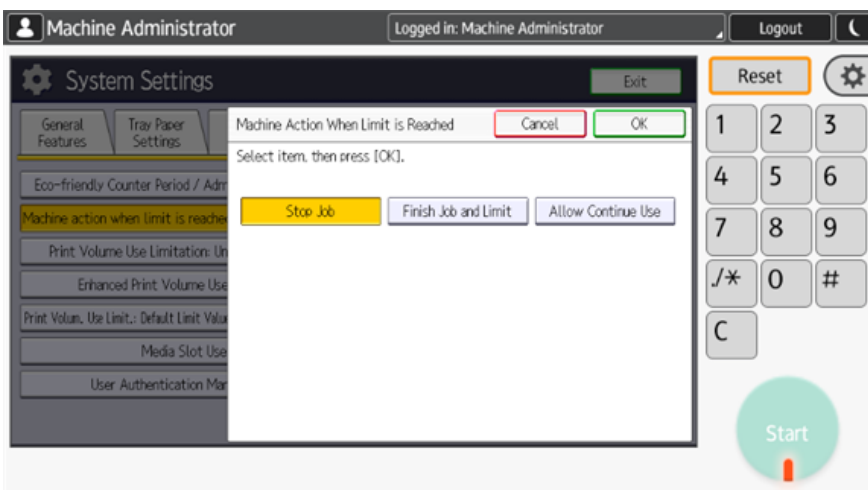 Machine Administrator
Logged in: Machine Administrator
Logout
System Settings
Exit
Reset
General
Features
Tray Paper
Settings
Machine Action When Limit is Reached
Cancel
OK
Select item, then press [OK].
Eco-friendly Counter Period / Adm
Machine action when limit is reache
Print Volume Use Limitation: Un
Enhanced Print Volume Use
Print Volum. Use Limit.: Default Limit Valu
Media Slot Use
User Authentication Man
Stop Job
Finish Job and Limit
Allow Continue Use
1 2 3
4 5 6
7 8 9
./* 0 #
C
Start